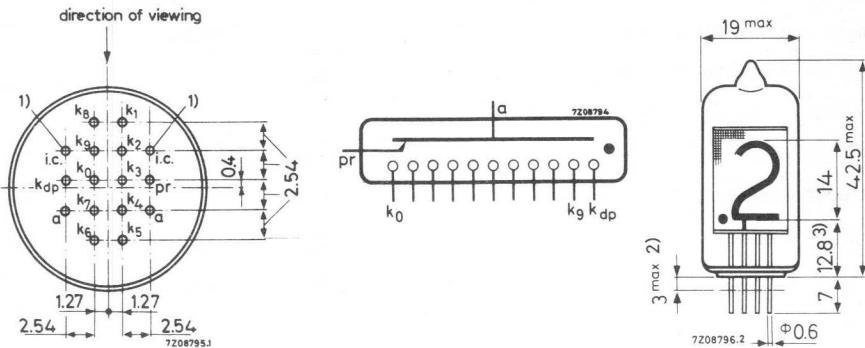 direction of viewing
1)
1)
k8
k1
k9
k2
i.c.
i.c.
k0
k3
kdp
pr
k7
k4
a
a
k6
k5
0.4
2.54
1.27
1.27
2.54
2.54
7Z08795.1
a
7Z08794
pr
k0
k9 kdp
19 max
2
14
42.5 max
12.8 3)
3 max 2)
7
7Z08796.2
Φ0.6